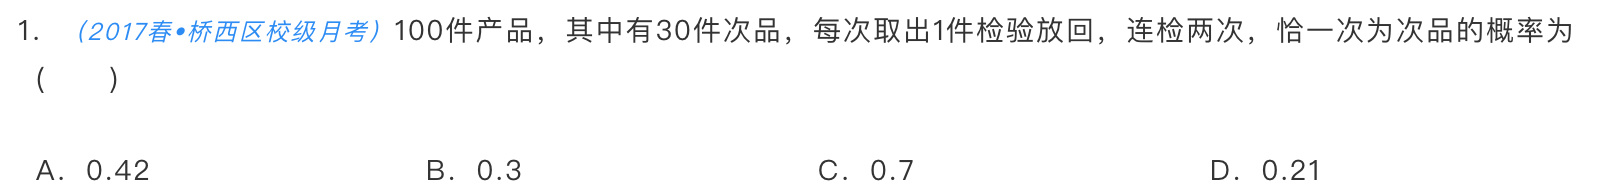 1. （2017春•桥西区校级月考）100件产品，其中有30件次品，每次取出1件检验放回，连检两次，恰一次为次品的概率为
(　　)
A. 0.42　　B. 0.3　　C. 0.7　　D. 0.21